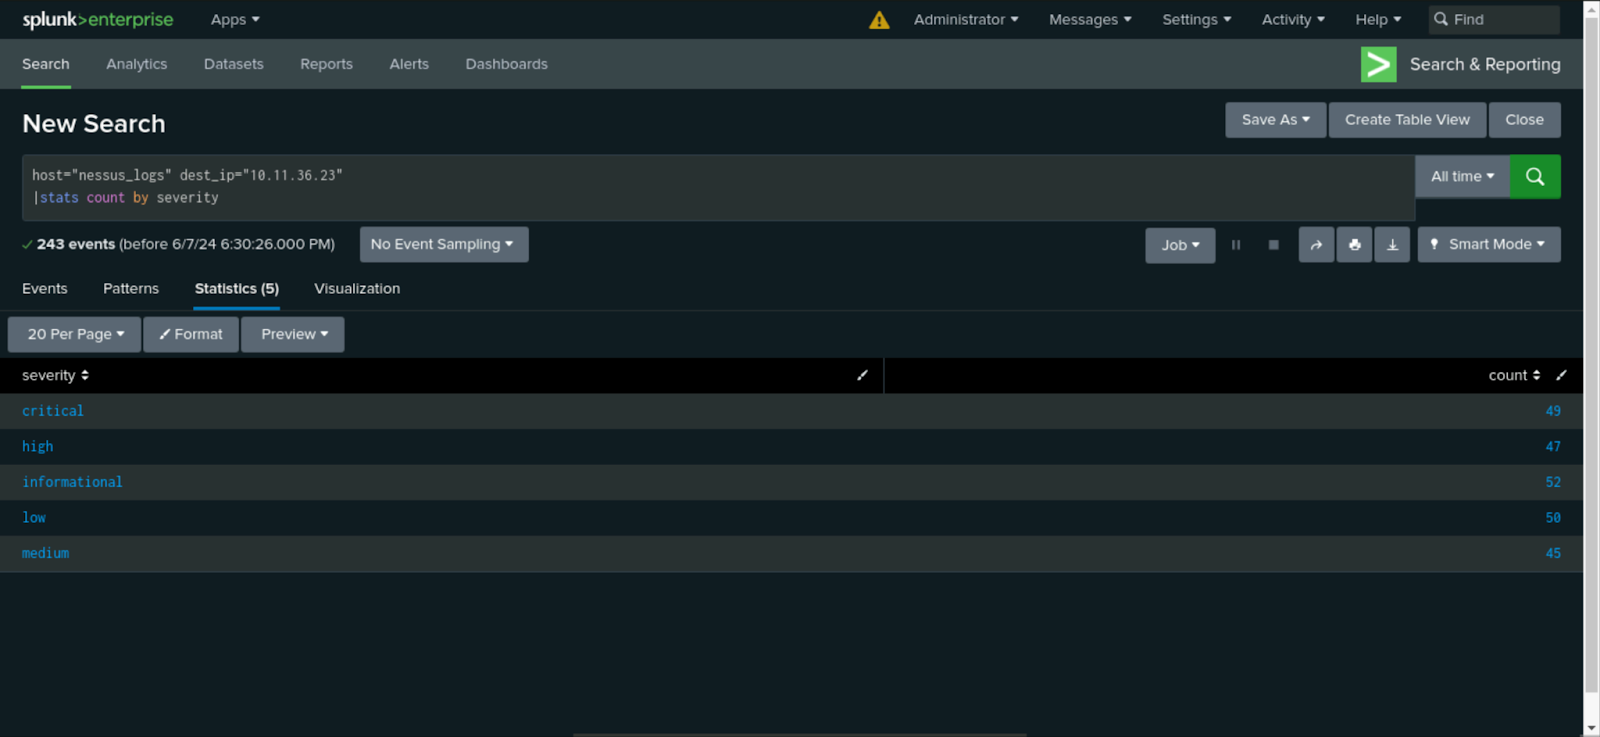 splunk>enterprise Apps Administrator Messages Settings Activity Help Find
Search Analytics Datasets Reports Alerts Dashboards Search & Reporting
New Search Save As Create Table View Close
host="nessus_logs" dest_ip="10.11.36.23" All time
|stats count by severity
243 events (before 6/7/24 6:30:26.000 PM) No Event Sampling Job Smart Mode
Events Patterns Statistics (5) Visualization
20 Per Page Format Preview
severity count
critical 49
high 47
informational 52
low 50
medium 45